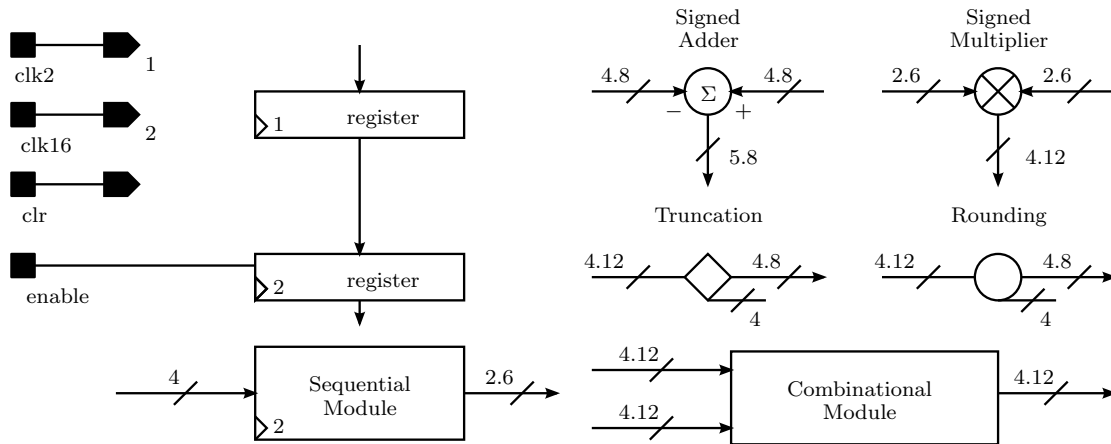 clk2
1
clk16
2
clr
enable
1
register
2
register
4
Sequential
Module
2
2.6
Signed
Adder
4.8
4.8
Σ
−
+
5.8
Signed
Multiplier
2.6
2.6
4.12
Truncation
4.12
4.8
4
Rounding
4.12
4.8
4
4.12
4.12
Combinational
Module
4.12